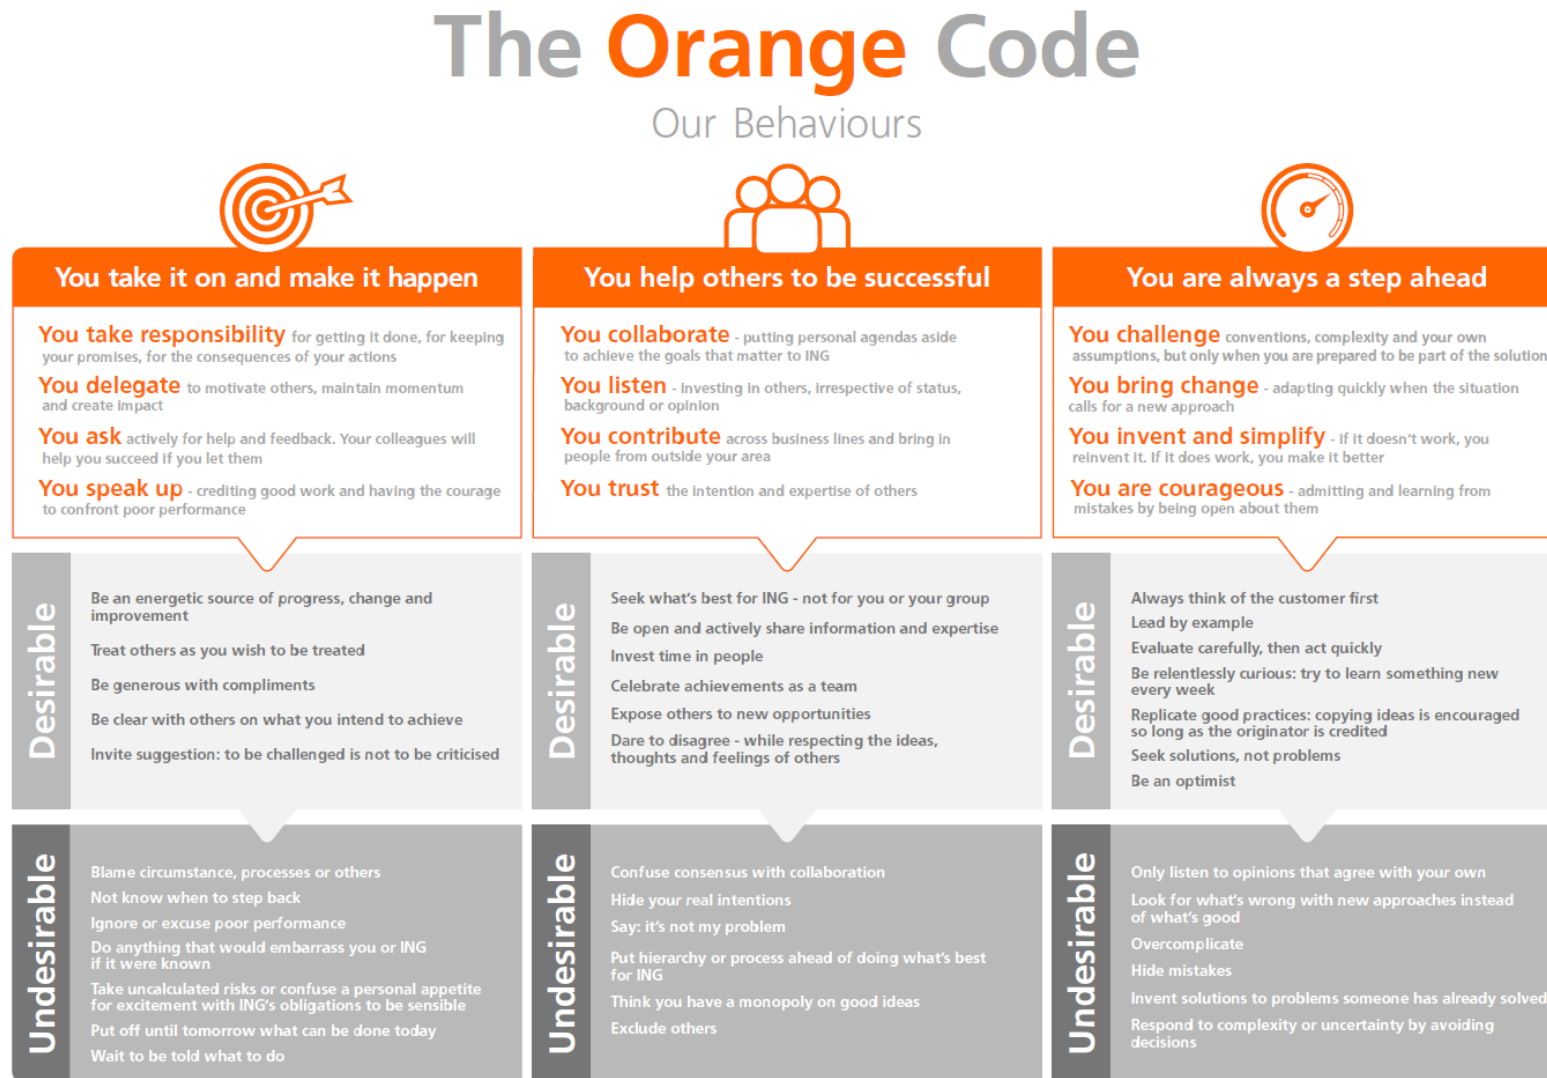 The Orange Code
Our Behaviours
You take it on and make it happen
You take responsibility for getting it done, for keeping
your promises, for the consequences of your actions
You delegate to motivate others, maintain momentum
and create impact
You ask actively for help and feedback. Your colleagues will
help you succeed if you let them
You speak up - crediting good work and having the courage
to confront poor performance
Desirable
Be an energetic source of progress, change and
improvement
Treat others as you wish to be treated
Be generous with compliments
Be clear with others on what you intend to achieve
Invite suggestion: to be challenged is not to be criticised
Undesirable
Blame circumstance, processes or others
Not know when to step back
Ignore or excuse poor performance
Do anything that would embarrass you or ING
if it were known
Take uncalculated risks or confuse a personal appetite
for excitement with ING's obligations to be sensible
Put off until tomorrow what can be done today
Wait to be told what to do
You help others to be successful
You collaborate - putting personal agendas aside
to achieve the goals that matter to ING
You listen - investing in others, irrespective of status,
background or opinion
You contribute across business lines and bring in
people from outside your area
You trust the intention and expertise of others
Desirable
Seek what's best for ING - not for you or your group
Be open and actively share information and expertise
Invest time in people
Celebrate achievements as a team
Expose others to new opportunities
Dare to disagree - while respecting the ideas,
thoughts and feelings of others
Undesirable
Confuse consensus with collaboration
Hide your real intentions
Say: it's not my problem
Put hierarchy or process ahead of doing what's best
for ING
Think you have a monopoly on good ideas
Exclude others
You are always a step ahead
You challenge conventions, complexity and your own
assumptions, but only when you are prepared to be part of the solution
You bring change - adapting quickly when the situation
calls for a new approach
You invent and simplify - if it doesn't work, you
reinvent it. If it does work, you make it better
You are courageous - admitting and learning from
mistakes by being open about them
Desirable
Always think of the customer first
Lead by example
Evaluate carefully, then act quickly
Be relentlessly curious: try to learn something new
every week
Replicate good practices: copying ideas is encouraged
so long as the originator is credited
Seek solutions, not problems
Be an optimist
Undesirable
Only listen to opinions that agree with your own
Look for what's wrong with new approaches instead
of what's good
Overcomplicate
Hide mistakes
Invent solutions to problems someone has already solved
Respond to complexity or uncertainty by avoiding
decisions